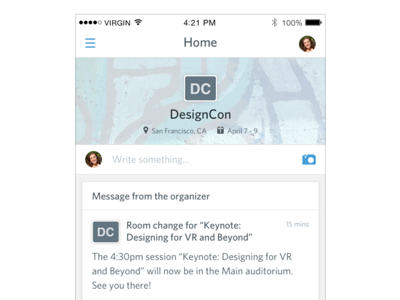 VIRGIN 4:21 PM 100%
Home
DC
DesignCon
San Francisco, CA April 7 - 9
Write something...
Message from the organizer
DC Room change for “Keynote: 15 mins
Designing for VR and Beyond”
The 4:30pm session “Keynote: Designing for VR
and Beyond” will now be in the Main auditorium.
See you there!